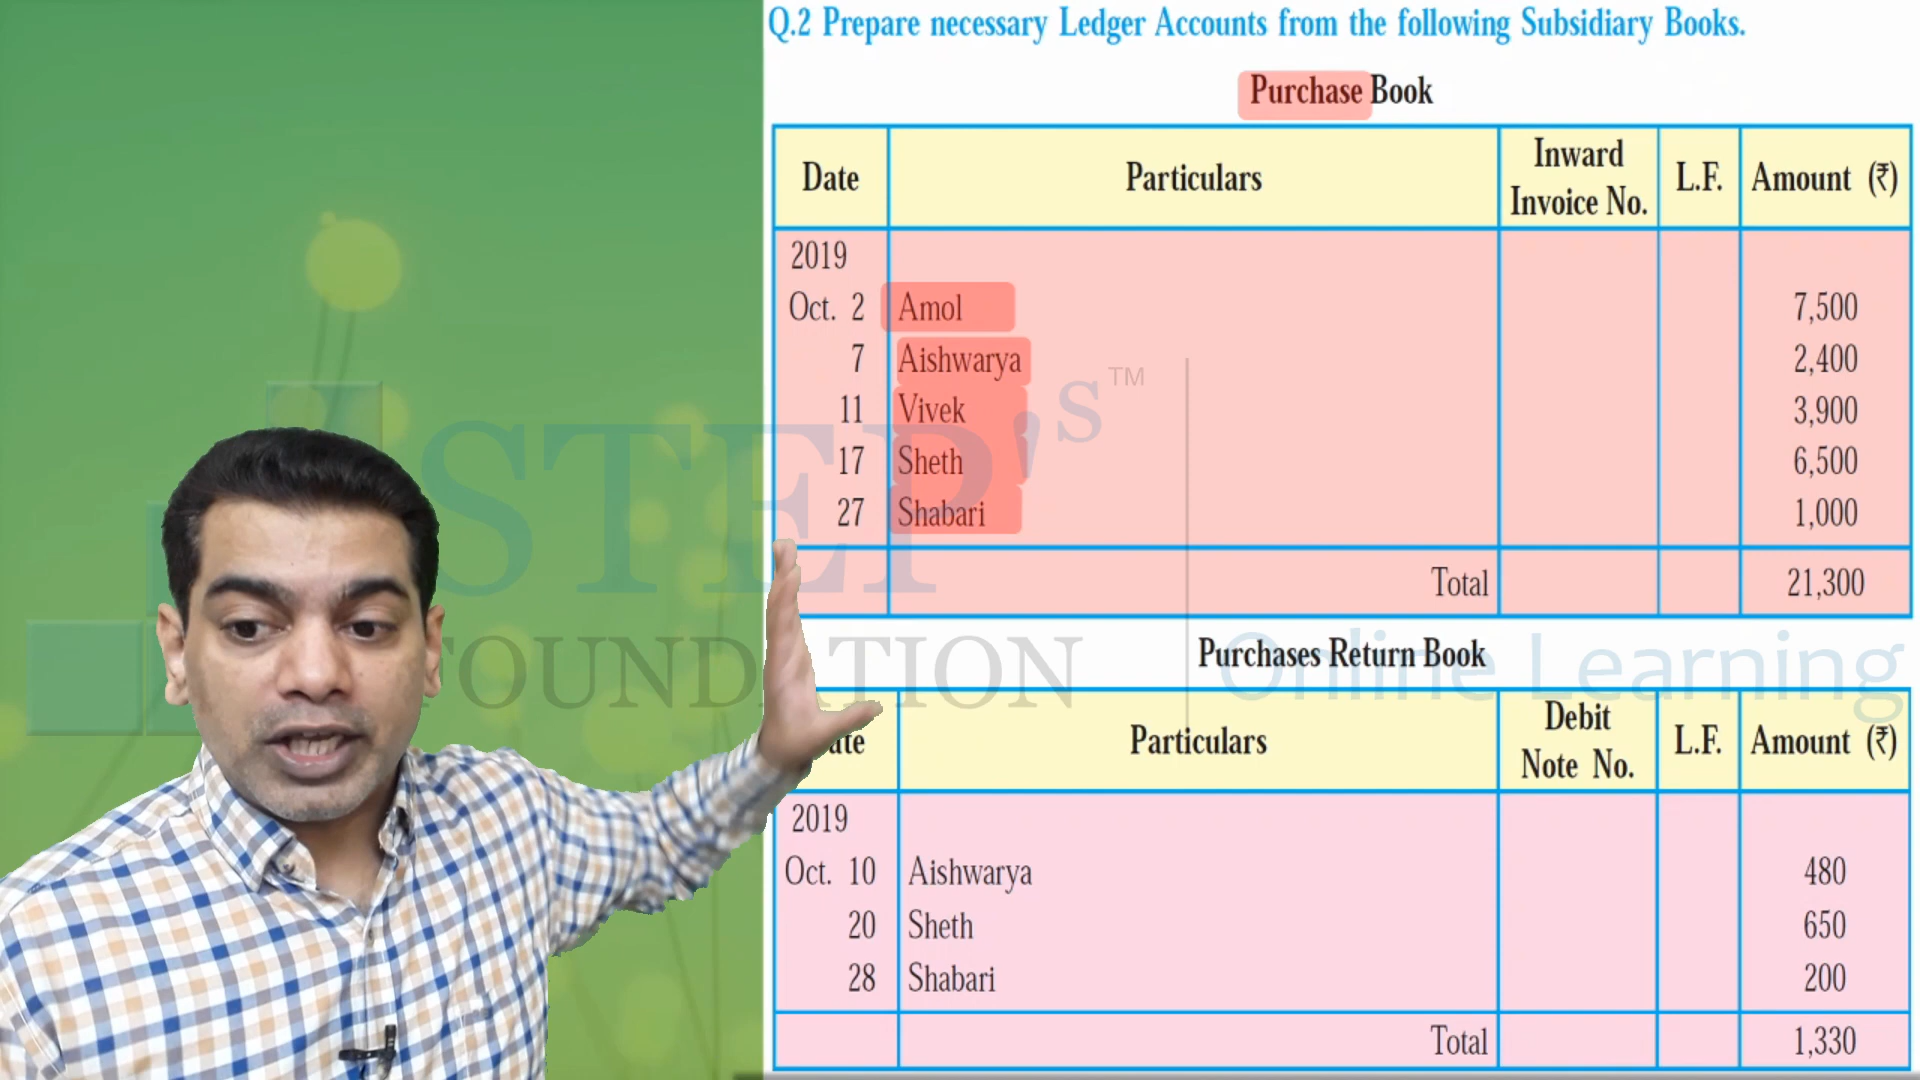 Q.2 Prepare necessary Ledger Accounts from the following Subsidiary Books.
Purchase Book
Date Particulars Inward Invoice No. L.F. Amount (₹)
2019
Oct. 2 Amol 7,500
7 Aishwarya 2,400
11 Vivek 3,900
17 Sheth 6,500
27 Shabari 1,000
Total 21,300
Purchases Return Book
Particulars Debit Note No. L.F. Amount (₹)
2019
Oct. 10 Aishwarya 480
20 Sheth 650
28 Shabari 200
Total 1,330
STEP's™
Online Learning